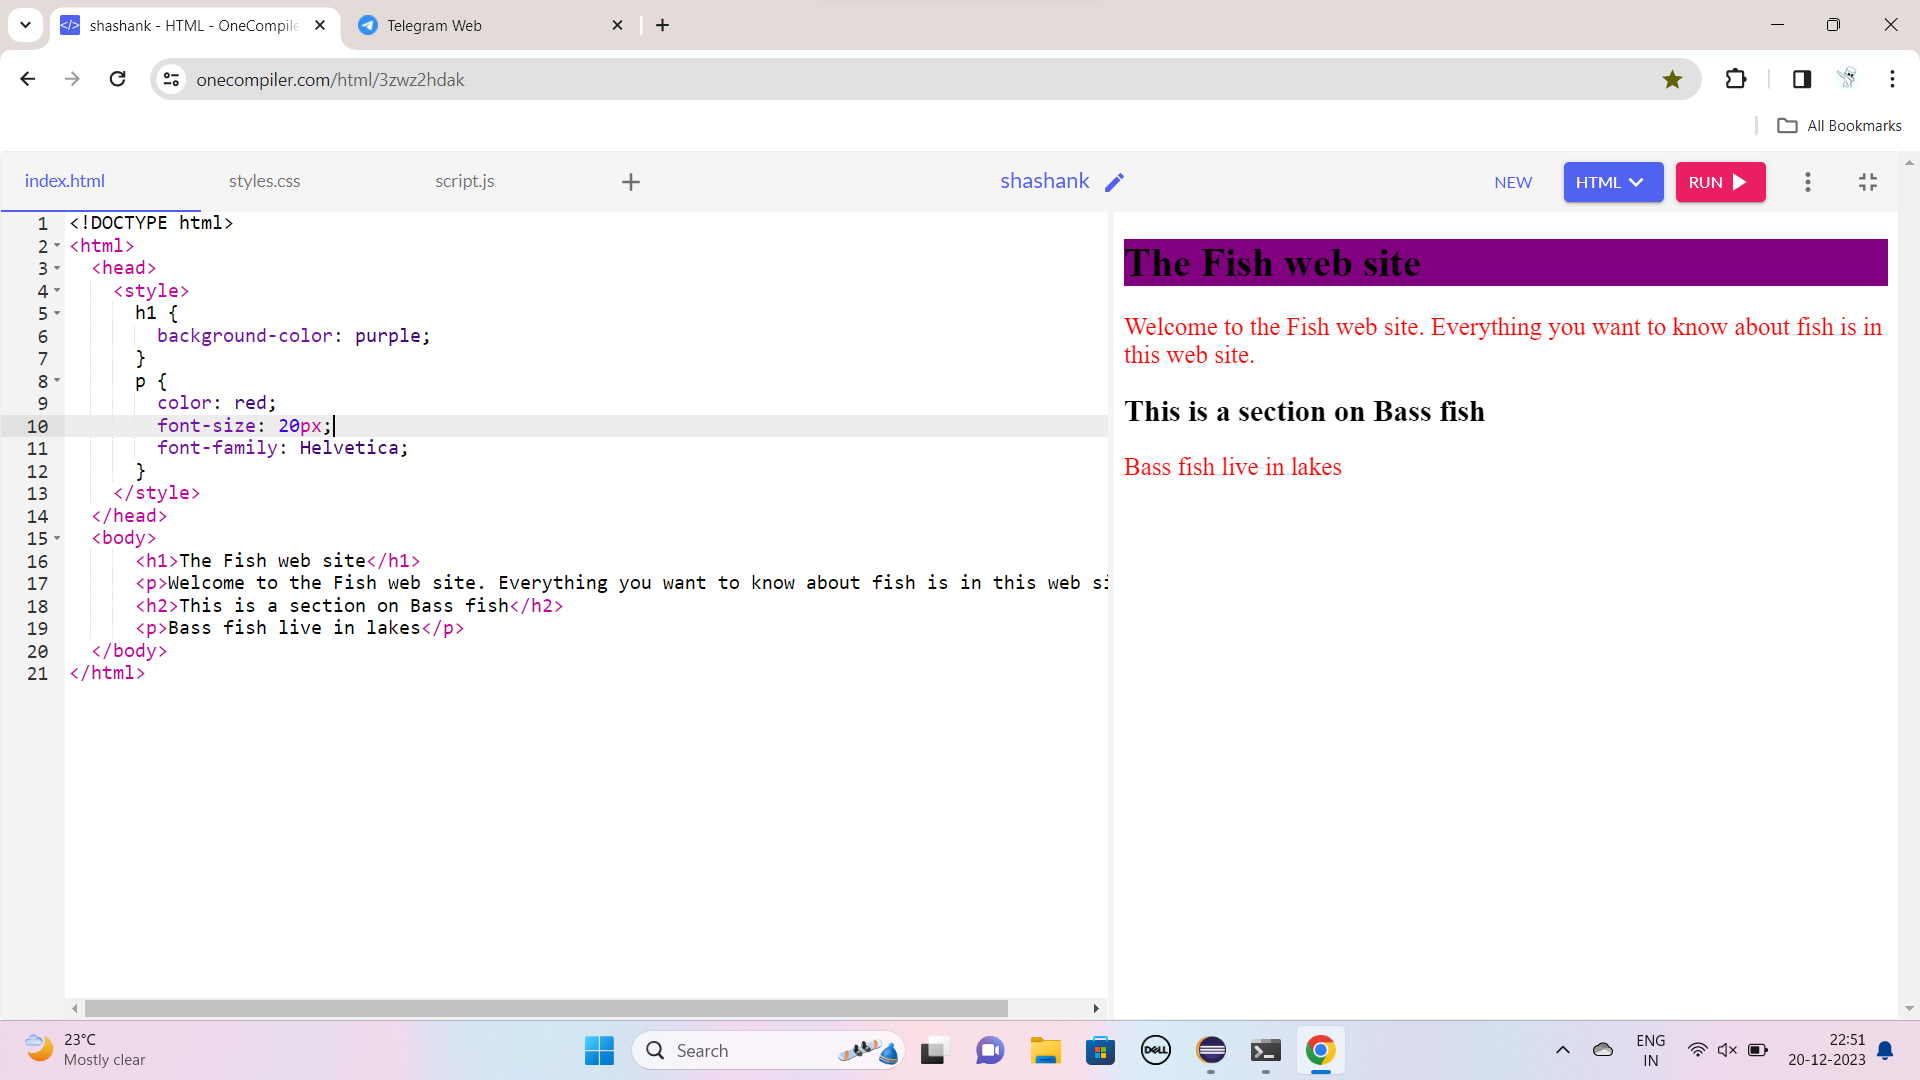 shashank - HTML - OneCompile
Telegram Web
onecompiler.com/html/3zwz2hdak
All Bookmarks
index.html
styles.css
script.js
shashank
NEW
HTML
RUN
1 <!DOCTYPE html>
2 <html>
3 <head>
4 <style>
5 h1 {
6 background-color: purple;
7 }
8 p {
9 color: red;
10 font-size: 20px;
11 font-family: Helvetica;
12 }
13 </style>
14 </head>
15 <body>
16 <h1>The Fish web site</h1>
17 <p>Welcome to the Fish web site. Everything you want to know about fish is in this web si
18 <h2>This is a section on Bass fish</h2>
19 <p>Bass fish live in lakes</p>
20 </body>
21 </html>
The Fish web site
Welcome to the Fish web site. Everything you want to know about fish is in
this web site.
This is a section on Bass fish
Bass fish live in lakes
23°C
Mostly clear
Search
DELL
ENG
IN
22:51
20-12-2023